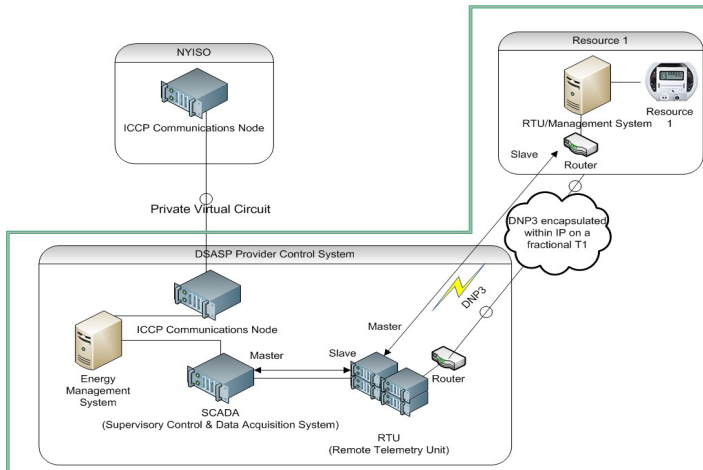 NYISO
ICCP Communications Node
Private Virtual Circuit
Resource 1
RTU/Management System
Resource
1
Slave
Router
DNP3 encapsulated
within IP on a
fractional T1
DNP3
Master
DSASP Provider Control System
ICCP Communications Node
Energy
Management
System
Master
Slave
SCADA
(Supervisory Control & Data Acquisition System)
RTU
(Remote Telemetry Unit)
Router